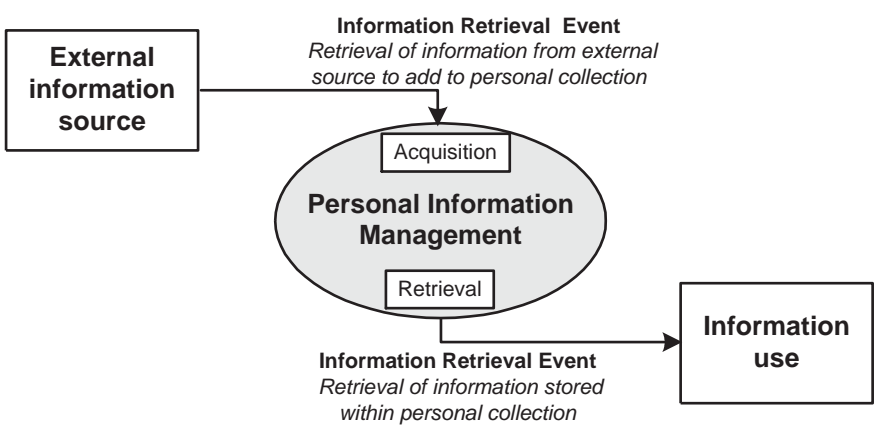 Information Retrieval Event
Retrieval of information from external
source to add to personal collection
External
information
source
Acquisition
Personal Information
Management
Retrieval
Information
use
Information Retrieval Event
Retrieval of information stored
within personal collection